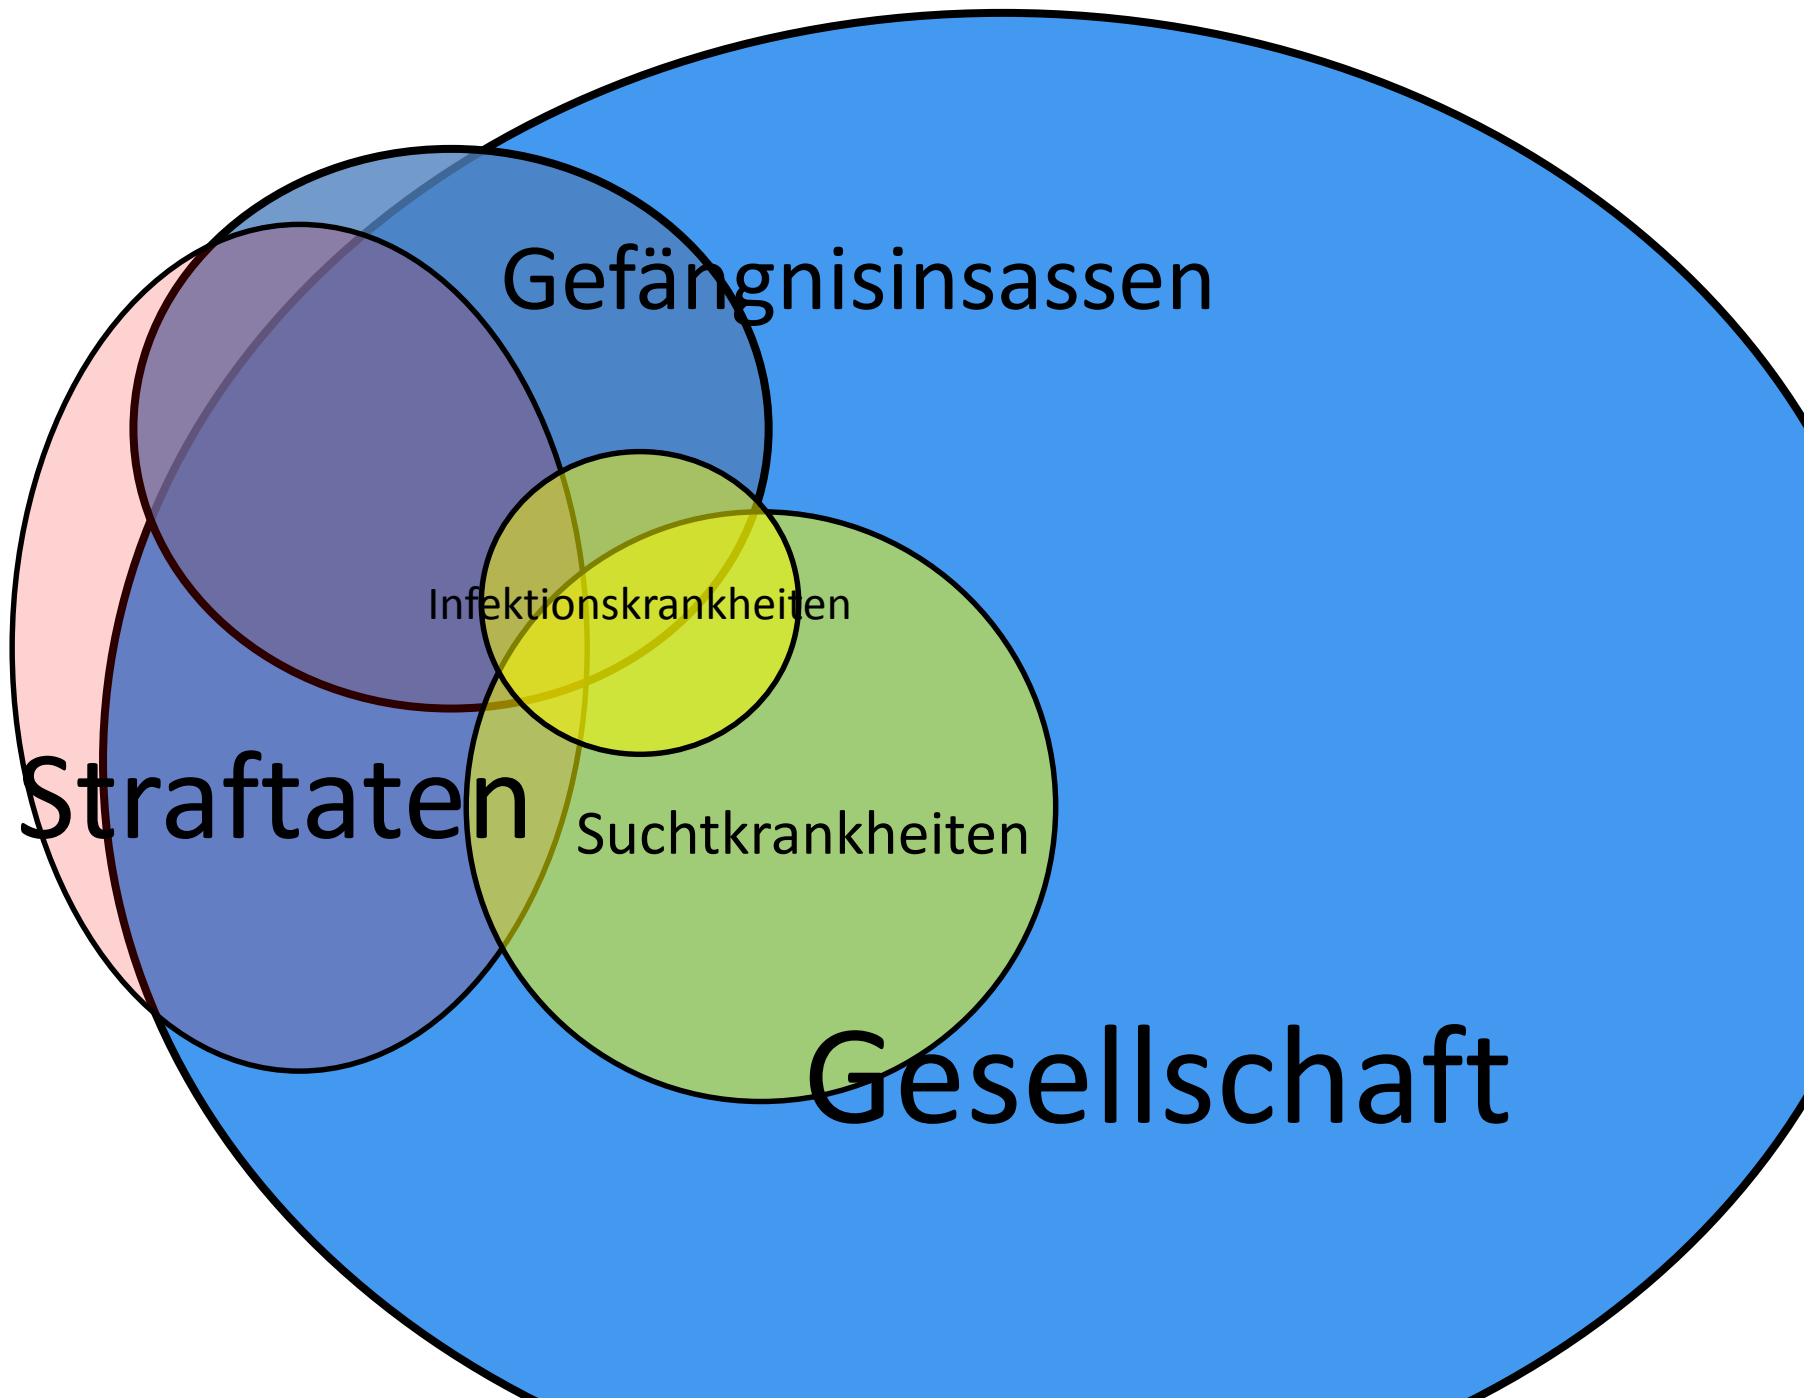 Gefängnisinsassen
Infektionskrankheiten
Straftaten
Suchtkrankheiten
Gesellschaft